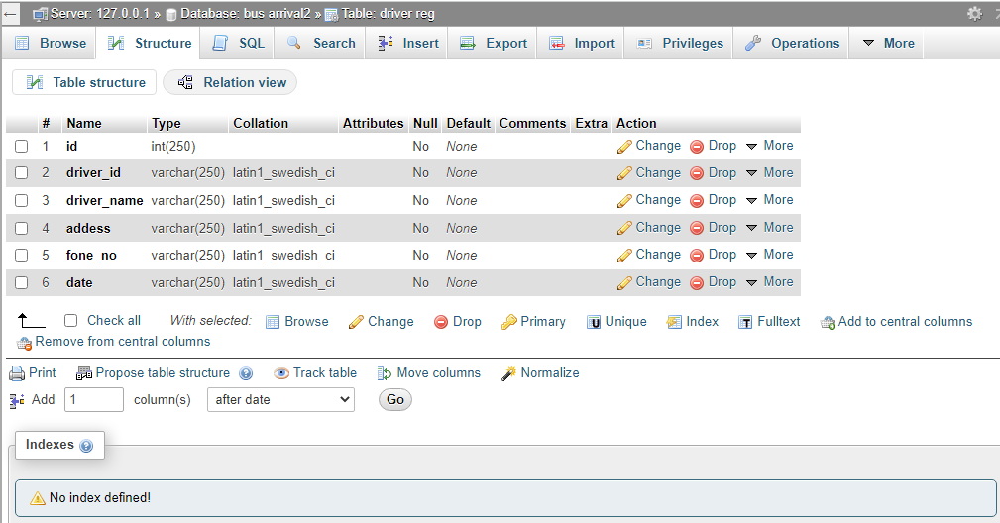 Server: 127.0.0.1 » Database: bus arrival2 » Table: driver reg
Browse Structure SQL Search Insert Export Import Privileges Operations More
Table structure Relation view
# Name Type Collation Attributes Null Default Comments Extra Action
1 id int(250) No None Change Drop More
2 driver_id varchar(250) latin1_swedish_ci No None Change Drop More
3 driver_name varchar(250) latin1_swedish_ci No None Change Drop More
4 addess varchar(250) latin1_swedish_ci No None Change Drop More
5 fone_no varchar(250) latin1_swedish_ci No None Change Drop More
6 date varchar(250) latin1_swedish_ci No None Change Drop More
Check all With selected: Browse Change Drop Primary Unique Index Fulltext Add to central columns
Remove from central columns
Print Propose table structure Track table Move columns Normalize
Add 1 column(s) after date Go
Indexes
No index defined!